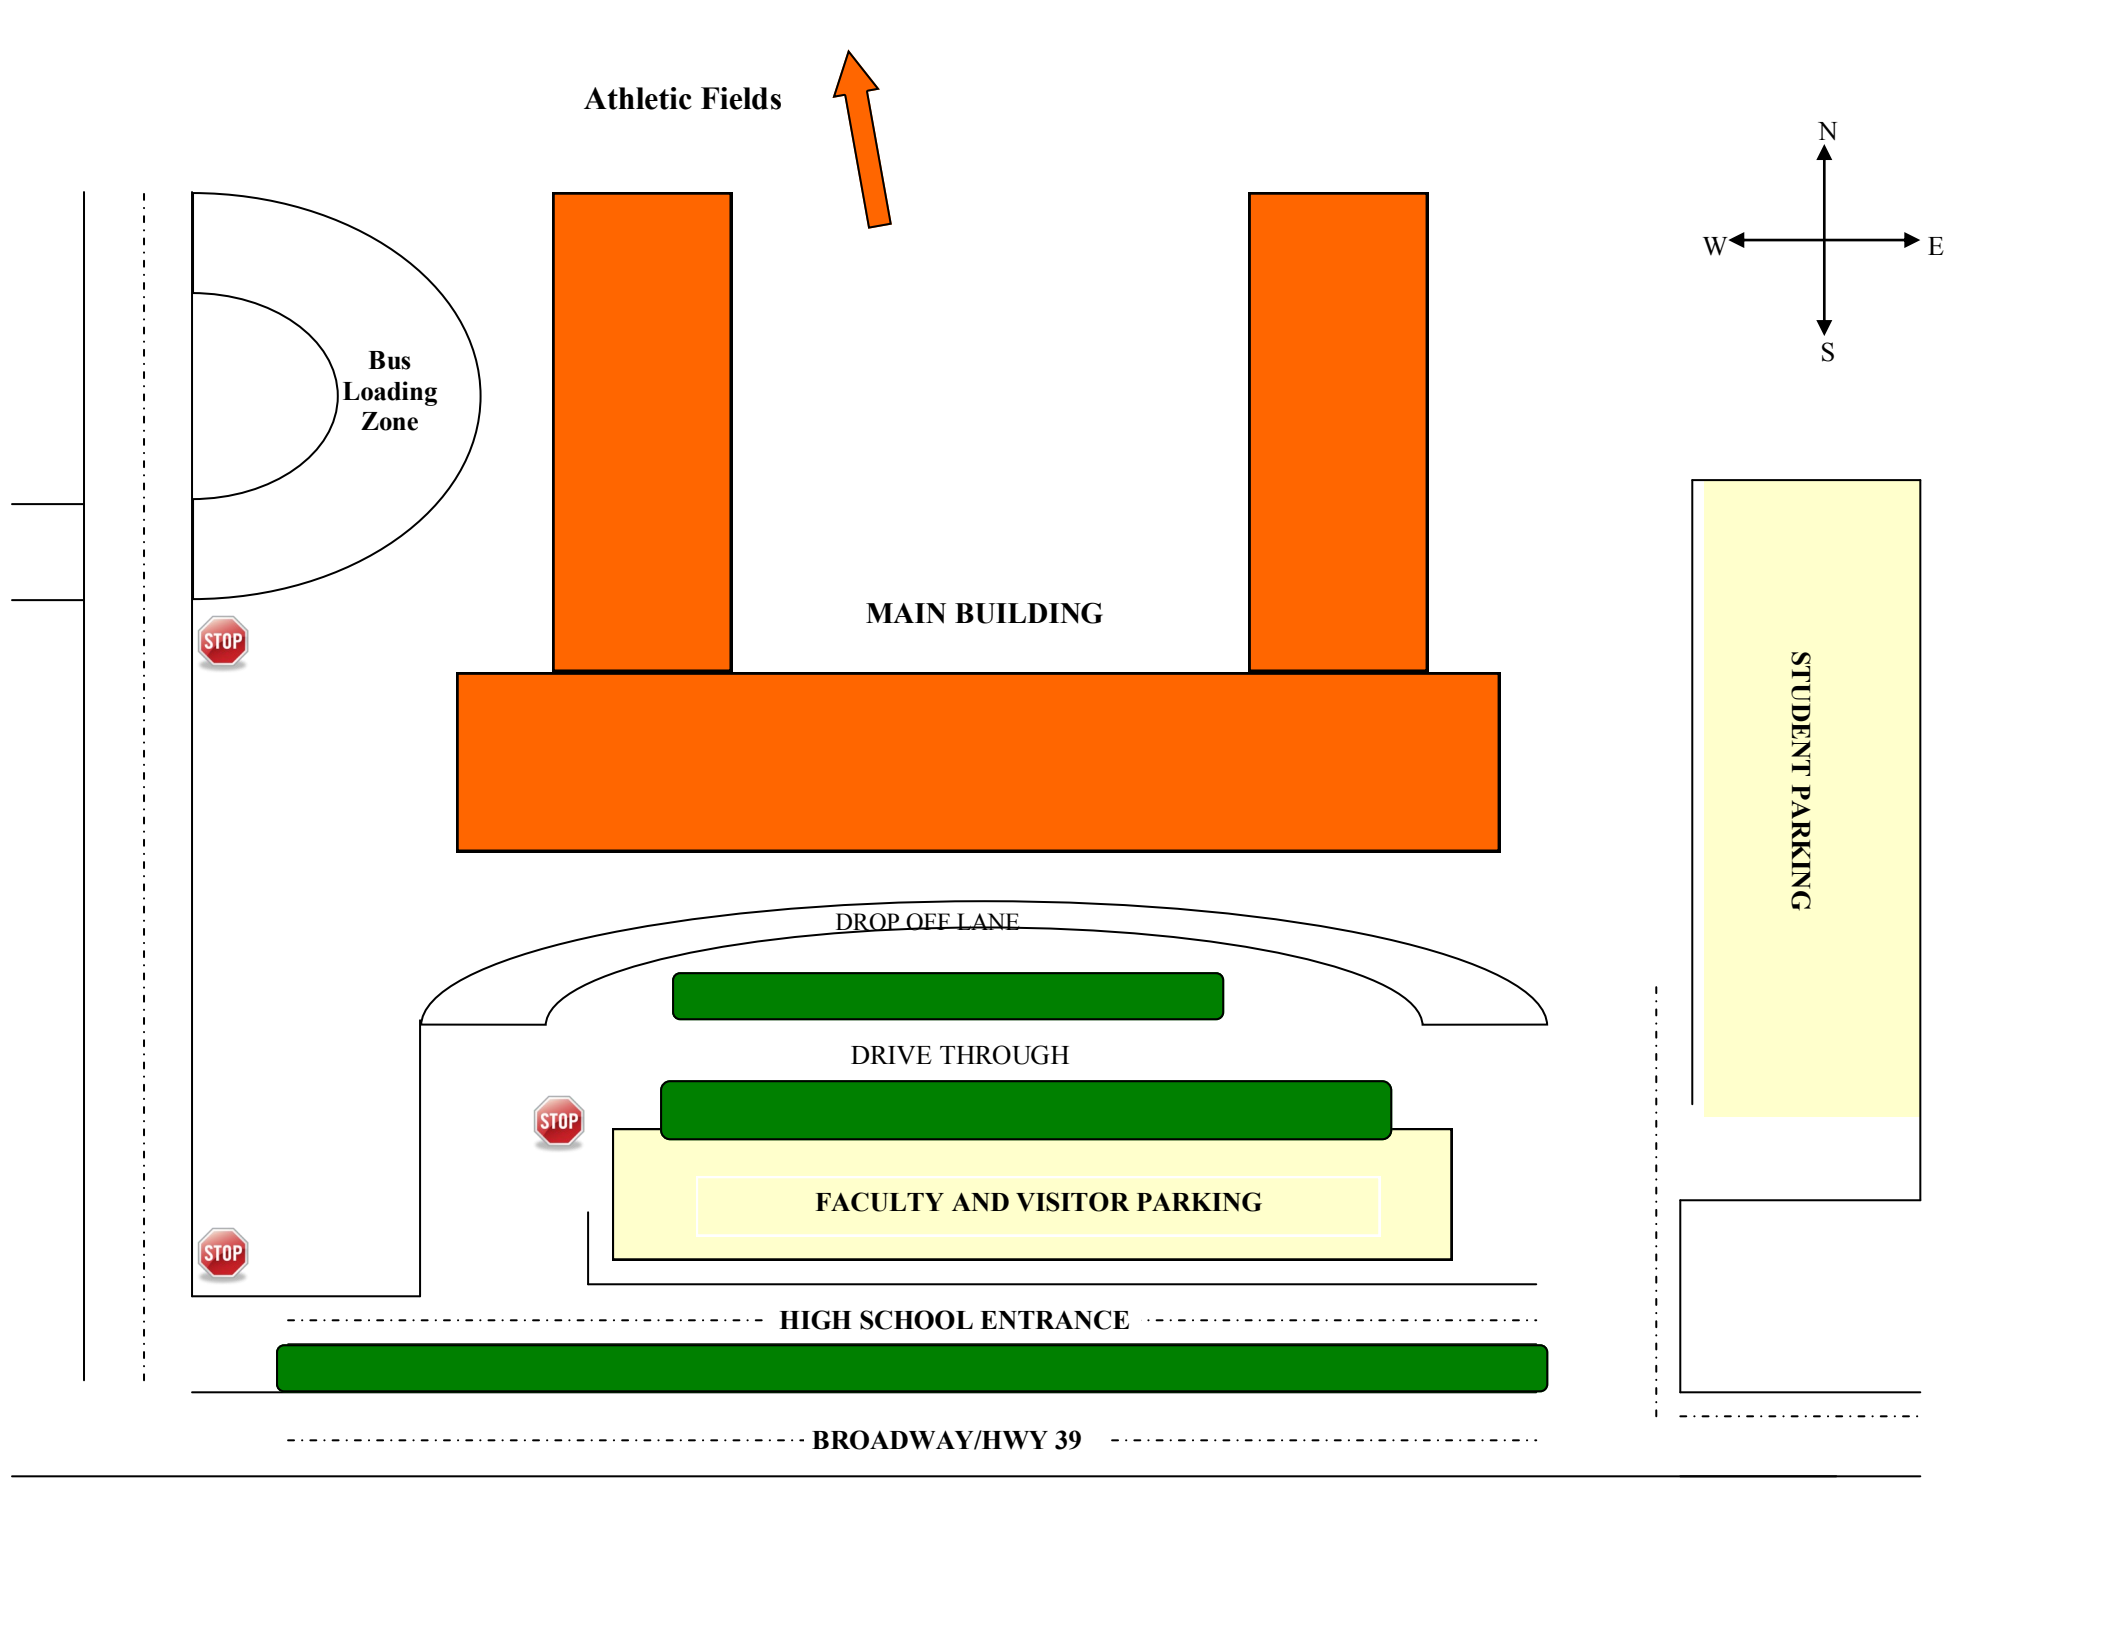 Athletic Fields
N
W
E
S
Bus
Loading
Zone
STOP
MAIN BUILDING
STUDENT PARKING
DROP OFF LANE
DRIVE THROUGH
STOP
FACULTY AND VISITOR PARKING
STOP
HIGH SCHOOL ENTRANCE
BROADWAY/HWY 39